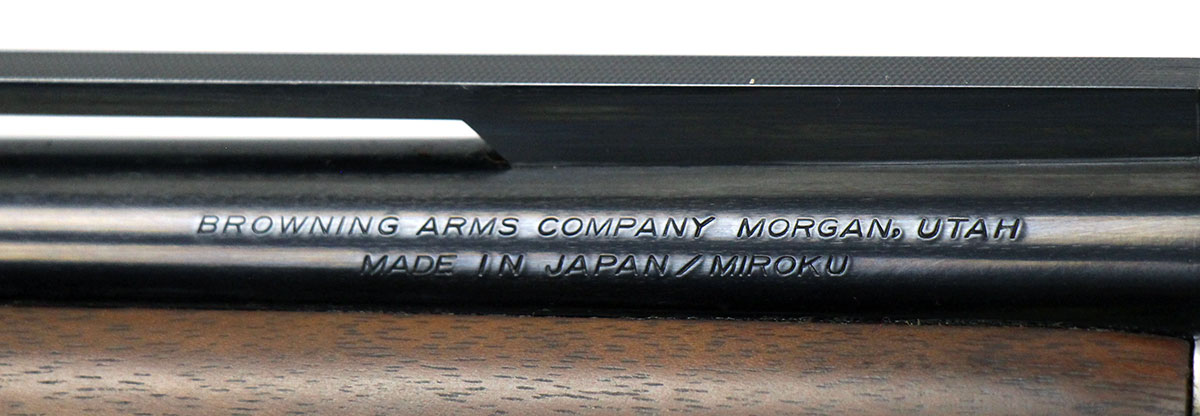 BROWNING ARMS COMPANY MORGAN, UTAH
MADE IN JAPAN/MIROKU